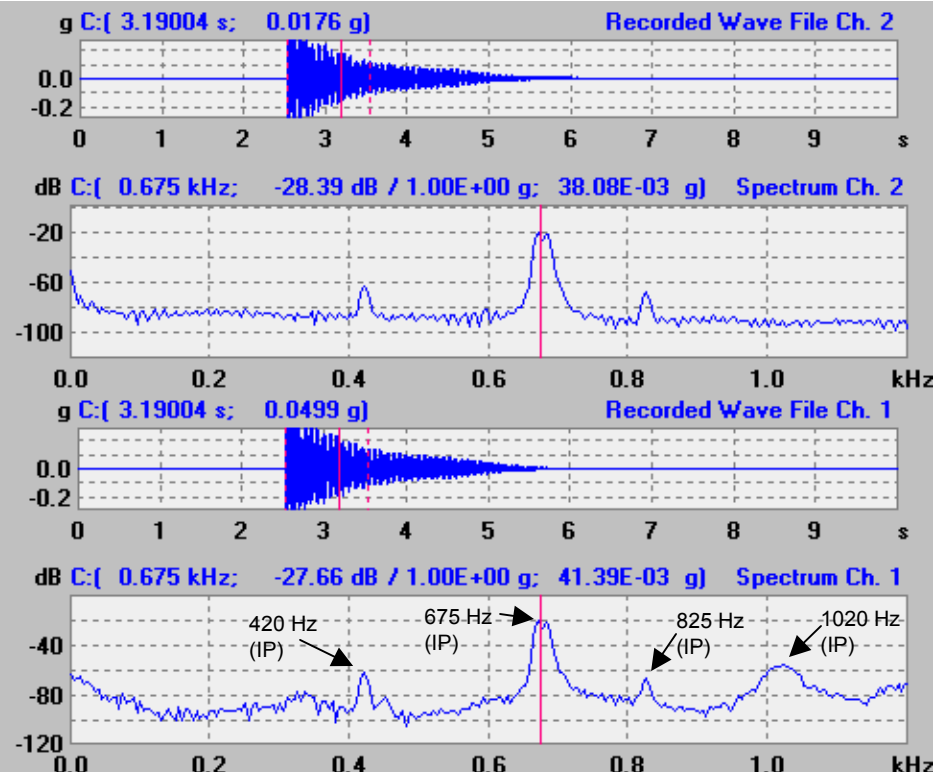 g C:( 3.19004 s; 0.0176 g) Recorded Wave File Ch. 2
0.0
-0.2
0 1 2 3 4 5 6 7 8 9 s
dB C:( 0.675 kHz; -28.39 dB / 1.00E+00 g; 38.08E-03 g) Spectrum Ch. 2
-20
-60
-100
0.0 0.2 0.4 0.6 0.8 1.0 kHz
g C:( 3.19004 s; 0.0499 g) Recorded Wave File Ch. 1
0.0
-0.2
0 1 2 3 4 5 6 7 8 9 s
dB C:( 0.675 kHz; -27.66 dB / 1.00E+00 g; 41.39E-03 g) Spectrum Ch. 1
420 Hz
(IP)
675 Hz
(IP)
825 Hz
(IP)
1020 Hz
(IP)
-40
-80
-120
0.0 0.2 0.4 0.6 0.8 1.0 kHz